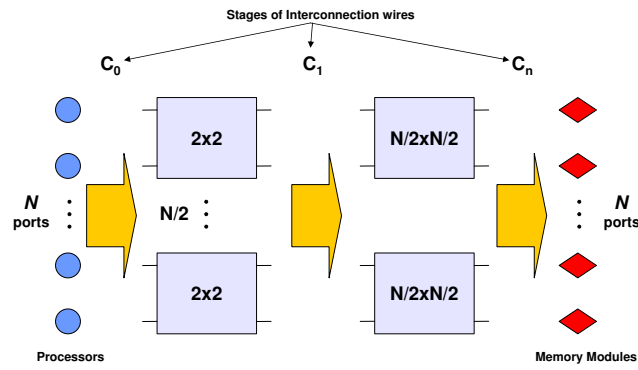 Stages of Interconnection wires
C0 C1 Cn
2x2 N/2xN/2
N ports N/2 N ports
2x2 N/2xN/2
Processors Memory Modules